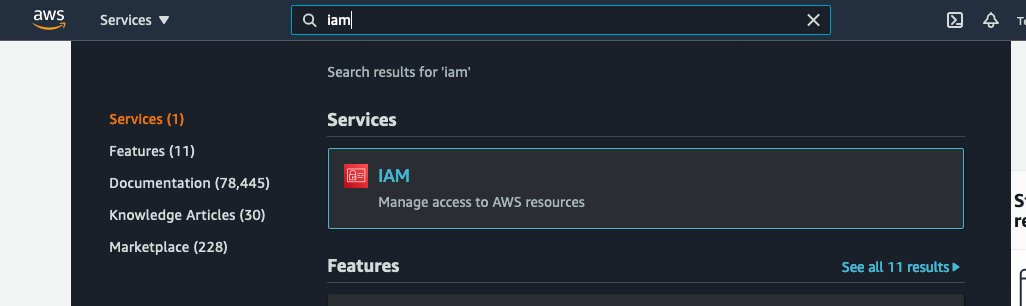 aws Services ▼ iam
Search results for 'iam'
Services (1)
Features (11)
Documentation (78,445)
Knowledge Articles (30)
Marketplace (228)
Services
IAM
Manage access to AWS resources
Features
See all 11 results